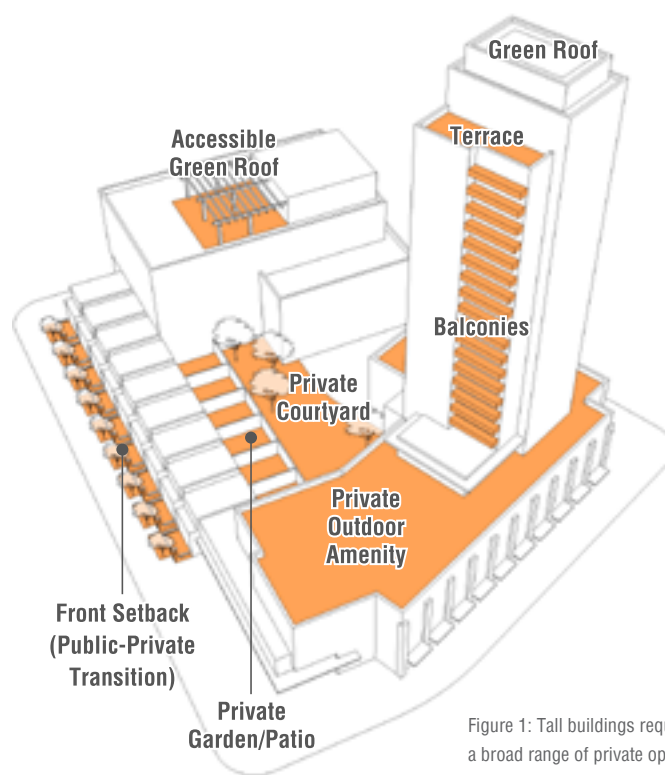 Green Roof
Terrace
Accessible
Green Roof
Balconies
Private
Courtyard
Private
Outdoor
Amenity
Front Setback
(Public-Private
Transition)
Private
Garden/Patio
Figure 1: Tall buildings requ
a broad range of private op